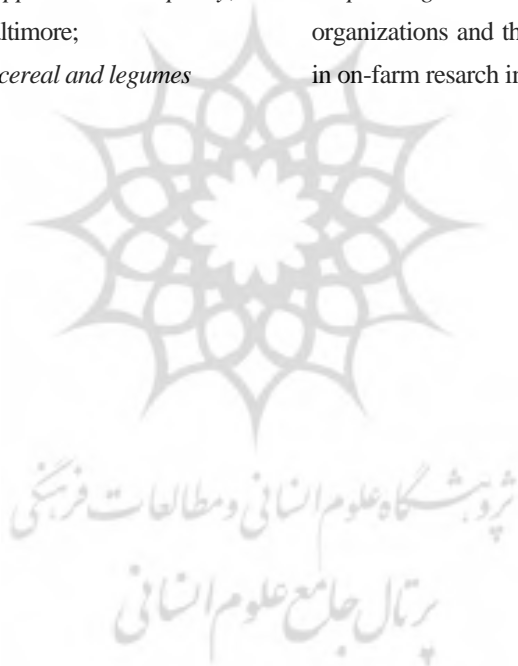 altimore;
cereal and legumes
organizations and th
in on-farm resarch in
پژوهشگاه علوم انسانی و مطالعات فرهنگی
پرتال جامع علوم انسانی